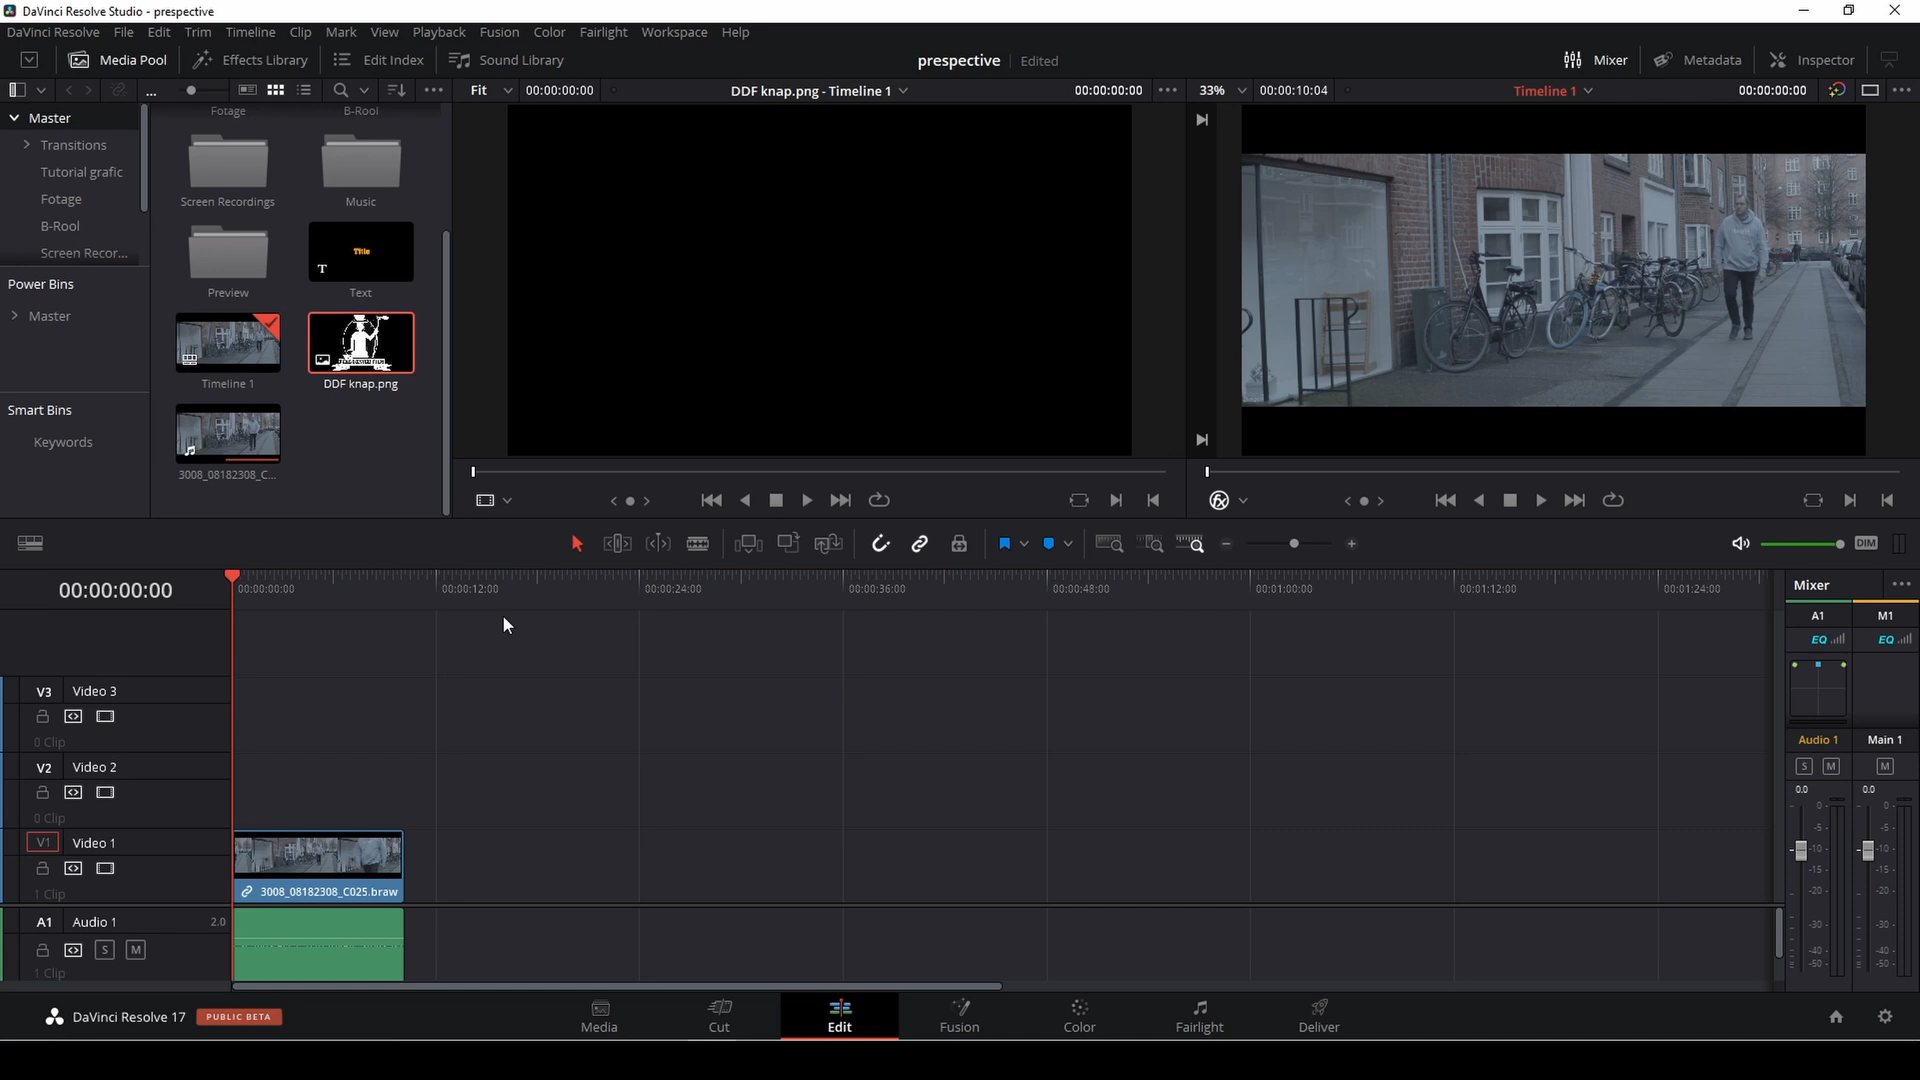 DaVinci Resolve Studio - prespective
DaVinci Resolve File Edit Trim Timeline Clip Mark View Playback Fusion Color Fairlight Workspace Help
Media Pool Effects Library Edit Index Sound Library prespective Edited Mixer Metadata Inspector
... Fit 00:00:00:00 DDF knap.png - Timeline 1 00:00:00:00 33% 00:00:10:04 Timeline 1 00:00:00:00
Master
Transitions
Tutorial grafic
Fotage
B-Rool
Screen Recor...
Power Bins
Master
Smart Bins
Keywords
Fotage B-Rool
Screen Recordings Music
Title
Preview Text
Timeline 1 DDF knap.png
3008_08182308_C...
DIM
00:00:00:00
00:00:00:00 00:00:12:00 00:00:24:00 00:00:36:00 00:00:48:00 00:01:00:00 00:01:12:00 00:01:24:00
V3 Video 3
0 Clip
V2 Video 2
0 Clip
V1 Video 1
1 Clip
3008_08182308_C025.braw
A1 Audio 1 2.0
S M
1 Clip
Mixer
A1 M1
EQ EQ
Audio 1 Main 1
S M M
0.0 0.0
0- 0-
-5- -5-
-10- -10-
-15- -15-
-20- -20-
-30- -30-
-40- -40-
-50- -50-
DaVinci Resolve 17 PUBLIC BETA
Media Cut Edit Fusion Color Fairlight Deliver